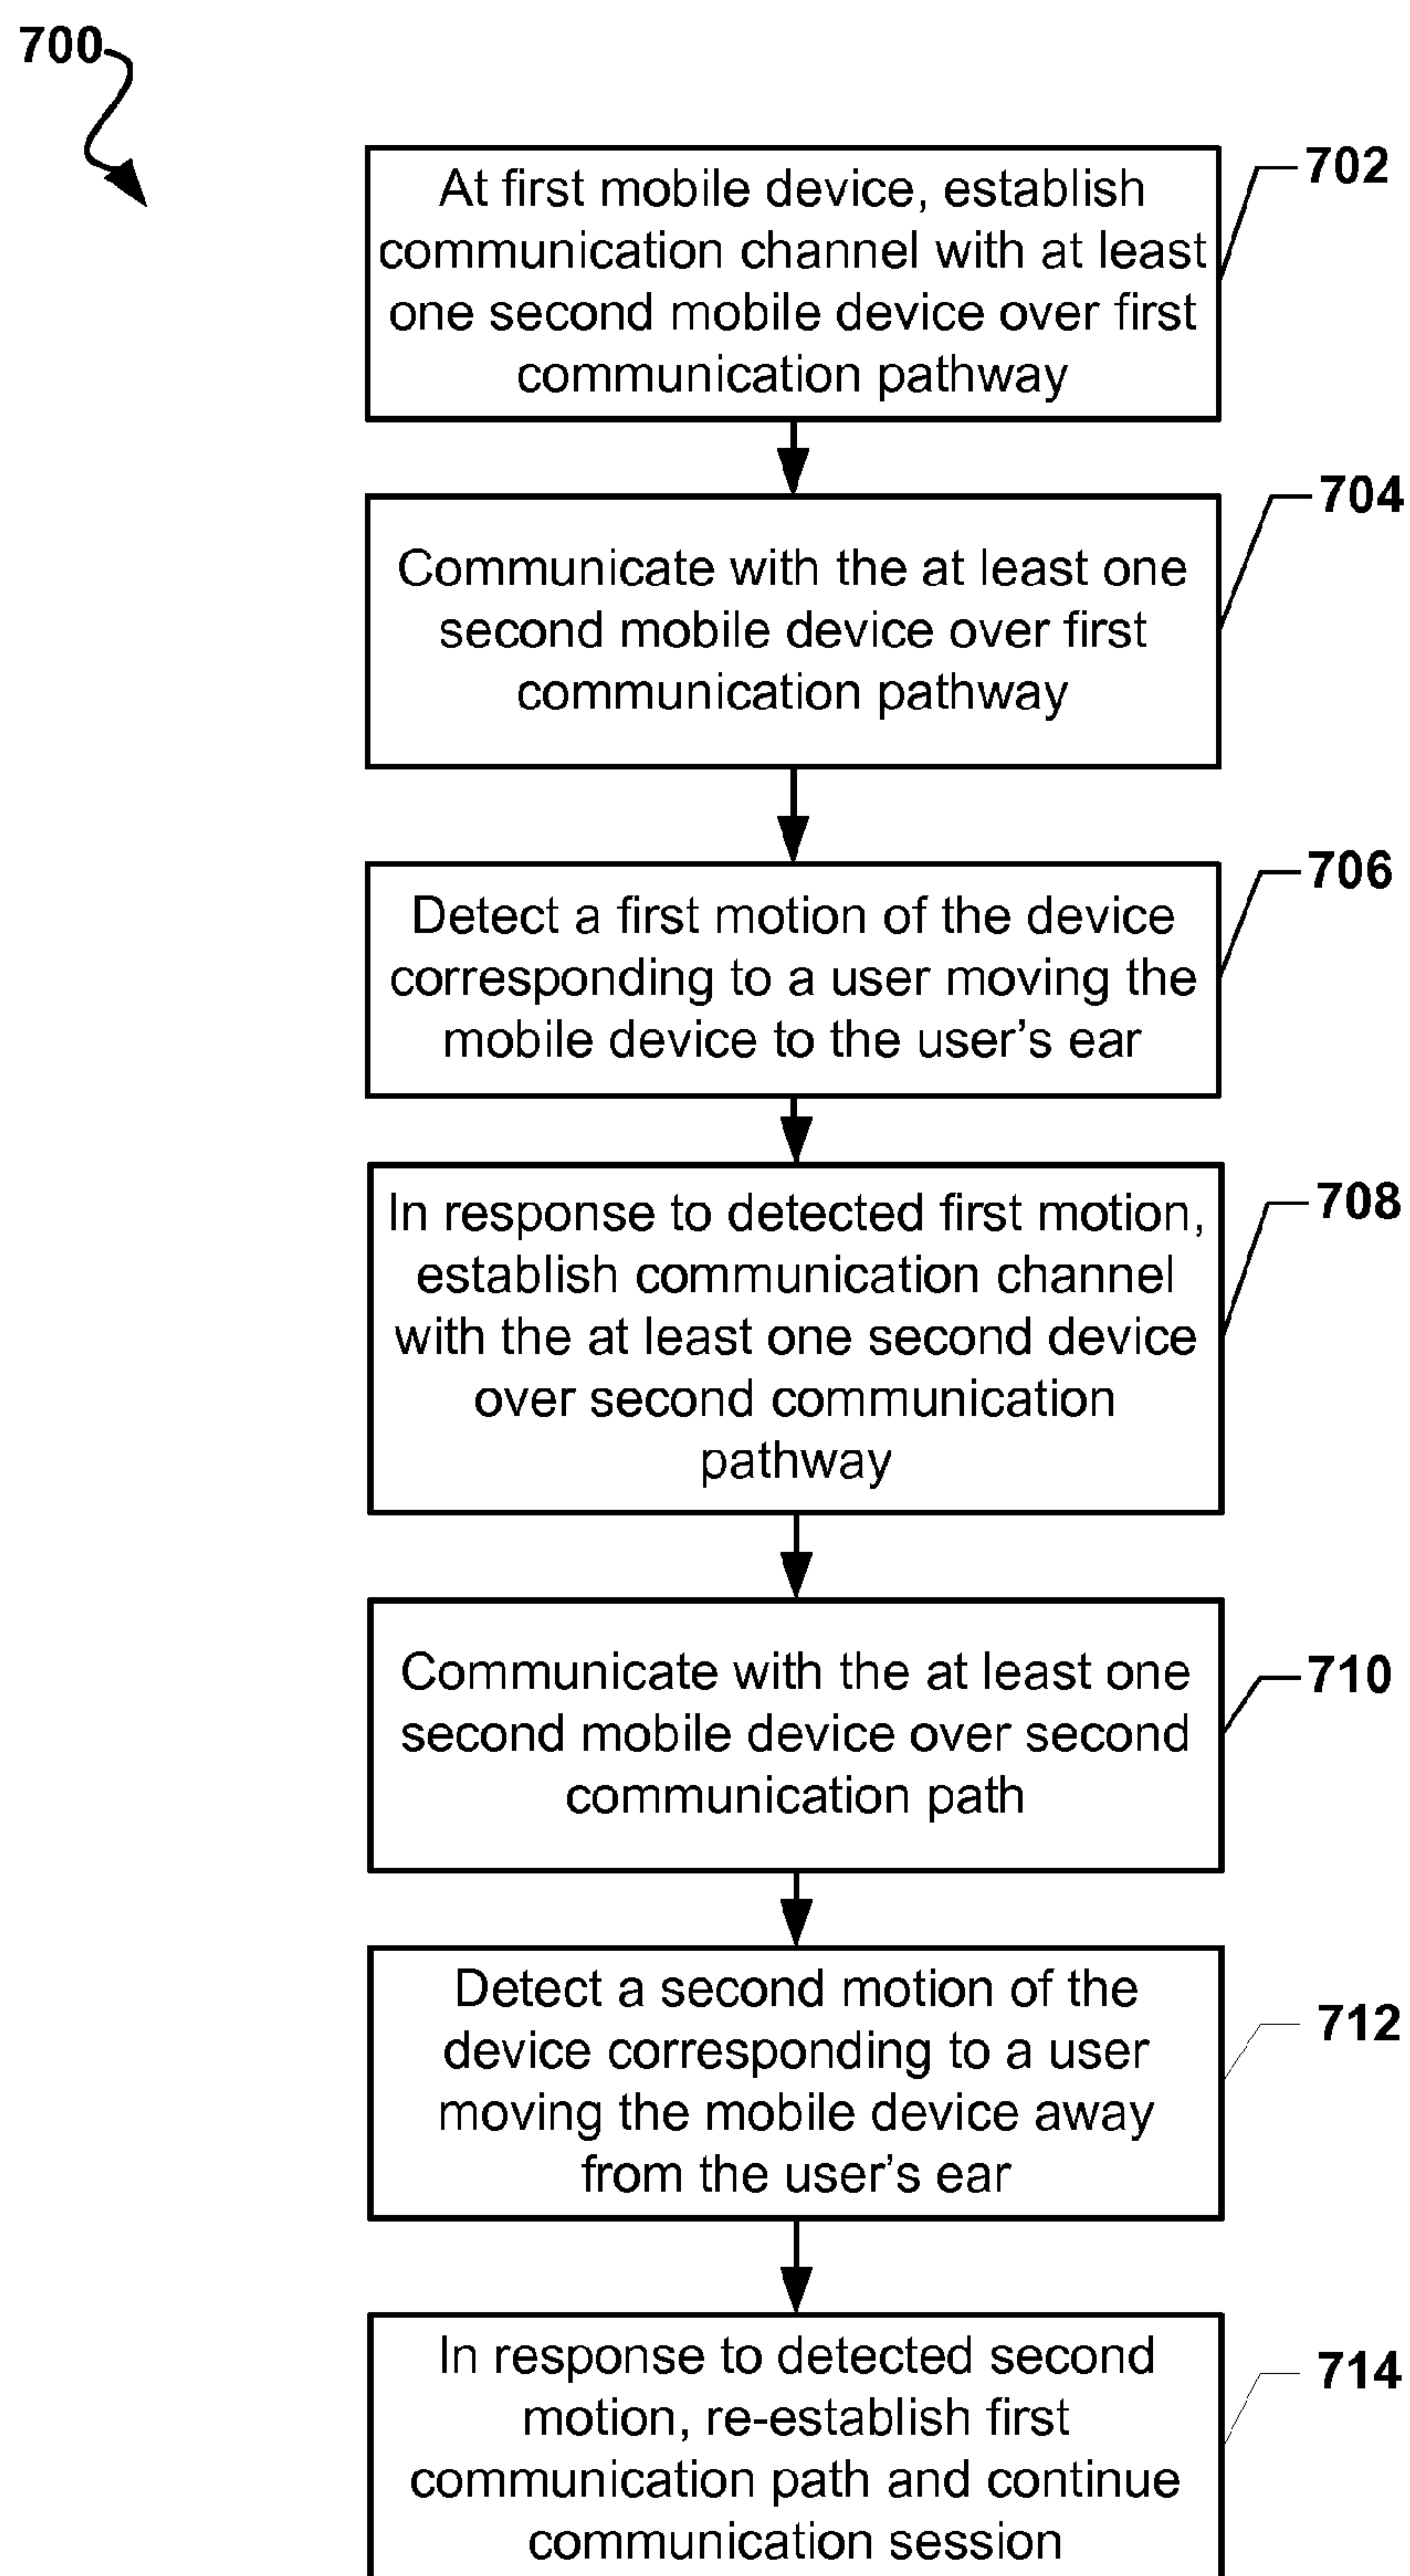 700
At first mobile device, establish
communication channel with at least
one second mobile device over first
communication pathway
702
Communicate with the at least one
second mobile device over first
communication pathway
704
Detect a first motion of the device
corresponding to a user moving the
mobile device to the user’s ear
706
In response to detected first motion,
establish communication channel
with the at least one second device
over second communication
pathway
708
Communicate with the at least one
second mobile device over second
communication path
710
Detect a second motion of the
device corresponding to a user
moving the mobile device away
from the user’s ear
712
In response to detected second
motion, re-establish first
communication path and continue
communication session
714